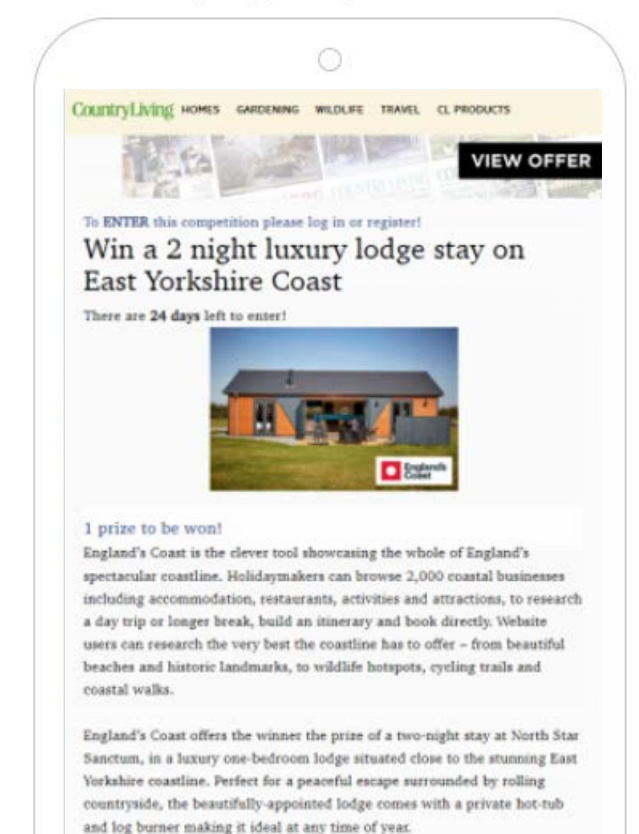 CountryLiving HOMES GARDENING WILDLIFE TRAVEL CL PRODUCTS
VIEW OFFER
To ENTER this competition please log in or register!
Win a 2 night luxury lodge stay on
East Yorkshire Coast
There are 24 days left to enter!
England's
Coast
1 prize to be won!
England's Coast is the clever tool showcasing the whole of England's
spectacular coastline. Holidaymakers can browse 2,000 coastal businesses
including accommodation, restaurants, activities and attractions, to research
a day trip or longer break, build an itinerary and book directly. Website
users can research the very best the coastline has to offer – from beautiful
beaches and historic landmarks, to wildlife hotspots, cycling trails and
coastal walks.
England's Coast offers the winner the prize of a two-night stay at North Star
Sanctum, in a luxury one-bedroom lodge situated close to the stunning East
Yorkshire coastline. Perfect for a peaceful escape surrounded by rolling
countryside, the beautifully-appointed lodge comes with a private hot-tub
and log burner making it ideal at any time of year.